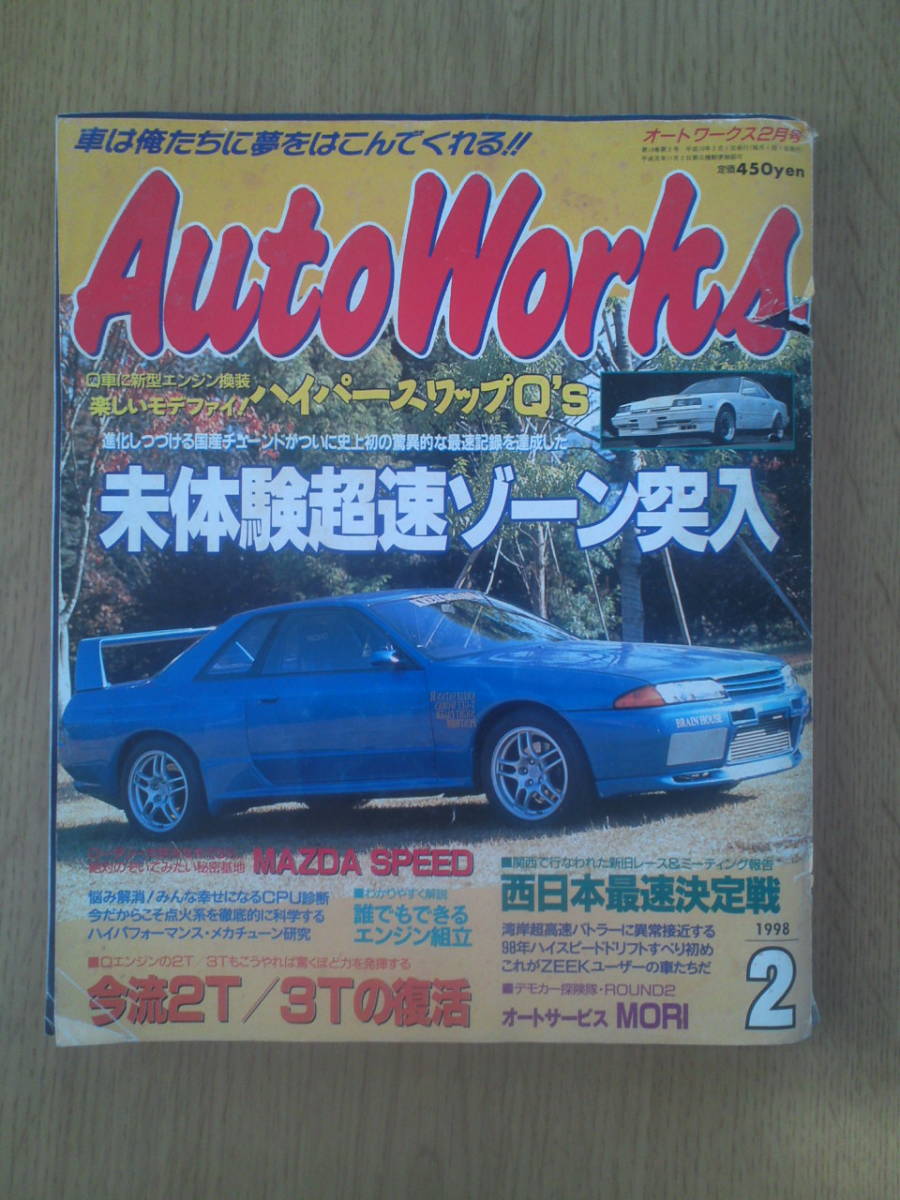 車は俺たちに夢をはこんでくれる!!
オートワークス2月号
定価450yen
AutoWorks
Q車に新型エンジン換装
楽しいモデファイ!ハイパースワップQ's
進化しつづける国産チューンドがついに史上初の驚異的な最速記録を達成した
未体験超速ゾーン突入
BRAIN HOUSE
絶対のぞいてみたい秘密基地 MAZDA SPEED
悩み解消!みんな幸せになるCPU診断
今だからこそ点火系を徹底的に科学する
ハイパフォーマンス・メカチューン研究
■わかりやすく解説
誰でもできる
エンジン組立
■Qエンジンの2T/3Tもこうやれば驚くほど力を発揮する
今流2T/3Tの復活
■関西で行なわれた新旧レース&ミーティング報告
西日本最速決定戦
湾岸超高速バトラーに異常接近する
98年ハイスピードドリフトすべり初め
これがZEEKユーザーの車たちだ
■デモカー探険隊・ROUND2
オートサービス MORI
1998
2